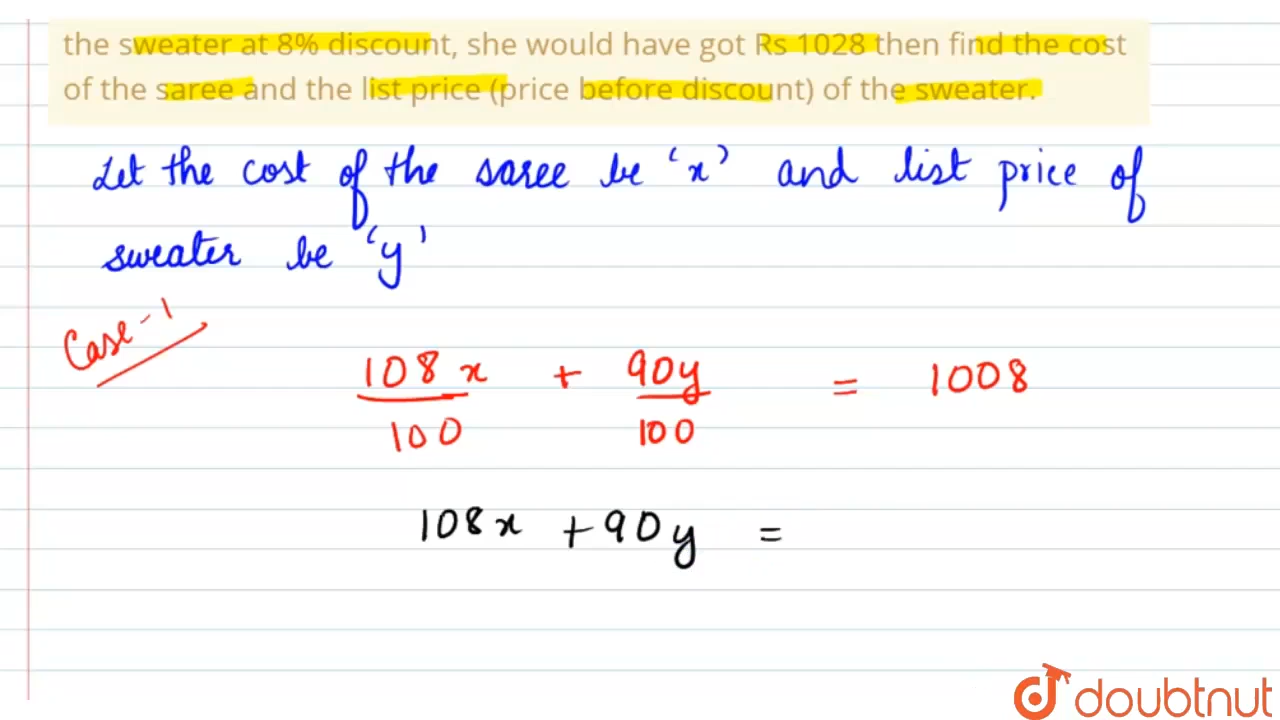 the sweater at 8% discount, she would have got Rs 1028 then find the cost
of the saree and the list price (price before discount) of the sweater.
Let the cost of the saree be 'x' and list price of
sweater be 'y'
Case-1
108x/100 + 90y/100 = 1008
108x + 90y =
doubtnut